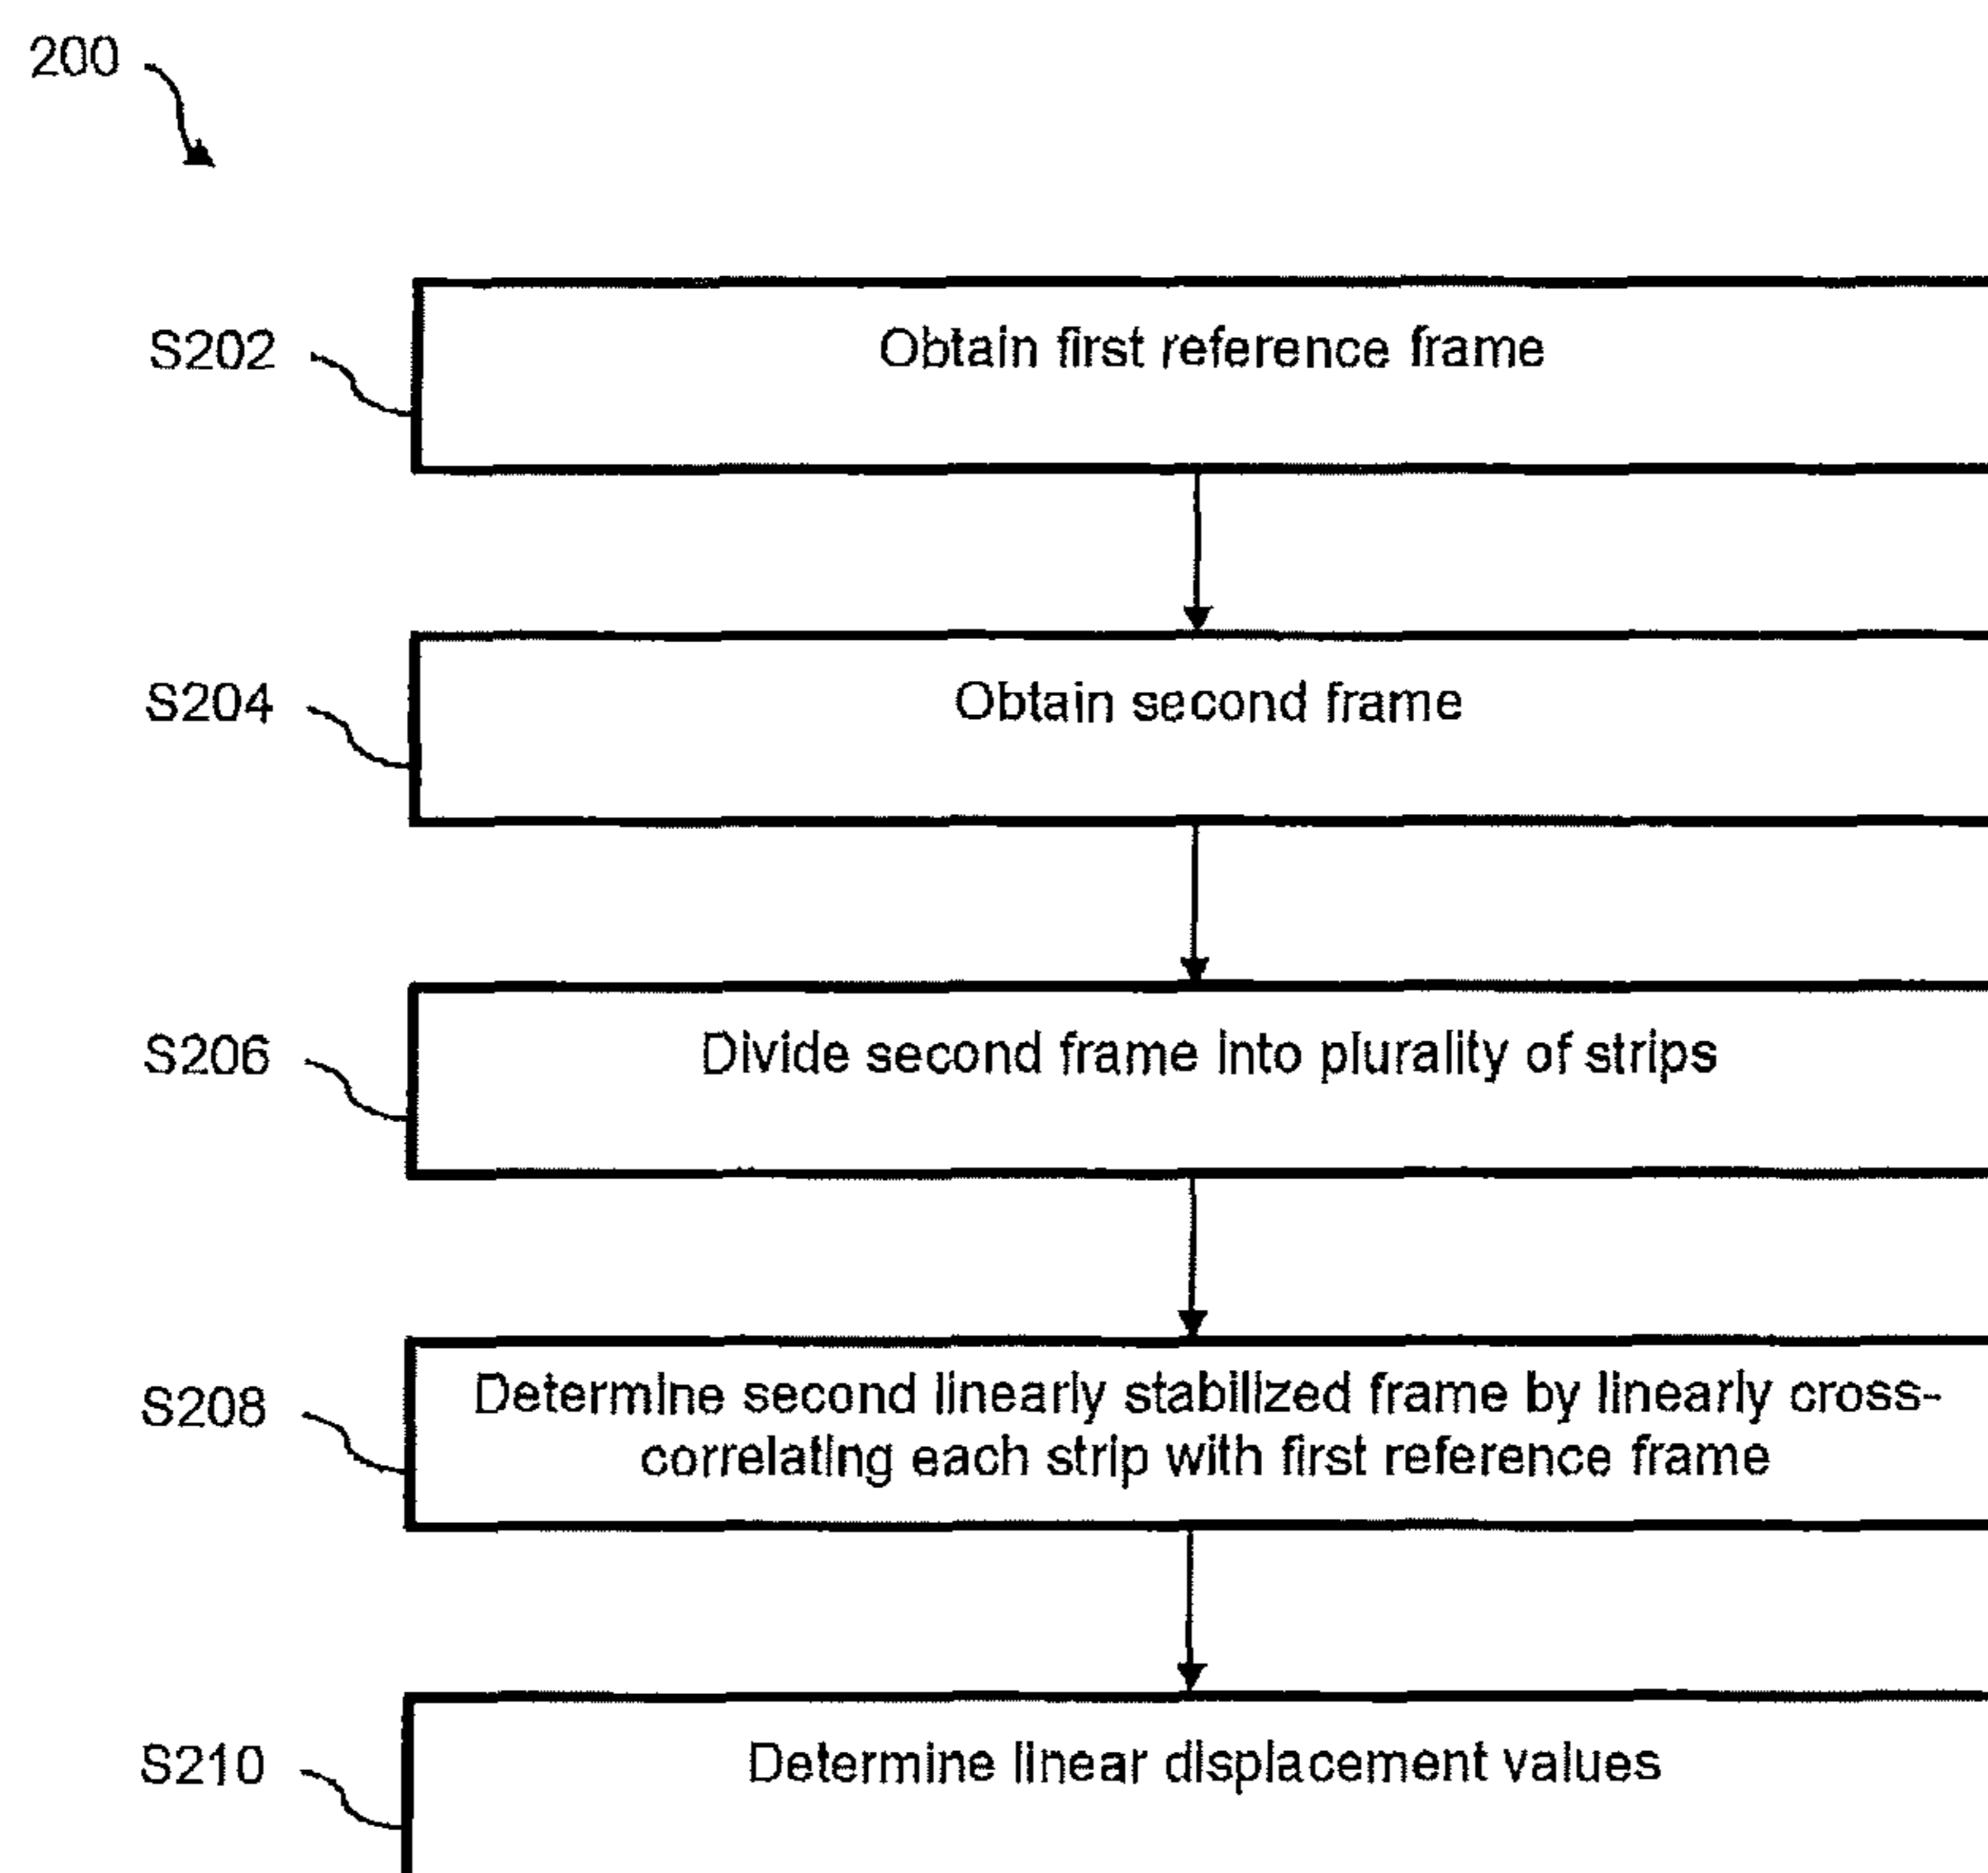 200
S202
Obtain first reference frame
S204
Obtain second frame
S206
Divide second frame into plurality of strips
S208
Determine second linearly stabilized frame by linearly cross-
correlating each strip with first reference frame
S210
Determine linear displacement values